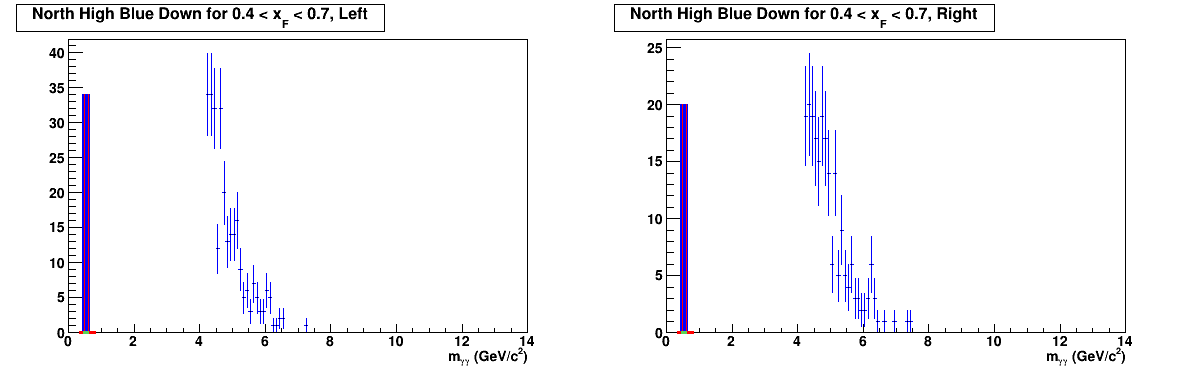 North High Blue Down for 0.4 < x_F < 0.7, Left
40
35
30
25
20
15
10
5
0
0 2 4 6 8 10 12 14
m_γγ (GeV/c²)
North High Blue Down for 0.4 < x_F < 0.7, Right
25
20
15
10
5
0
0 2 4 6 8 10 12 14
m_γγ (GeV/c²)